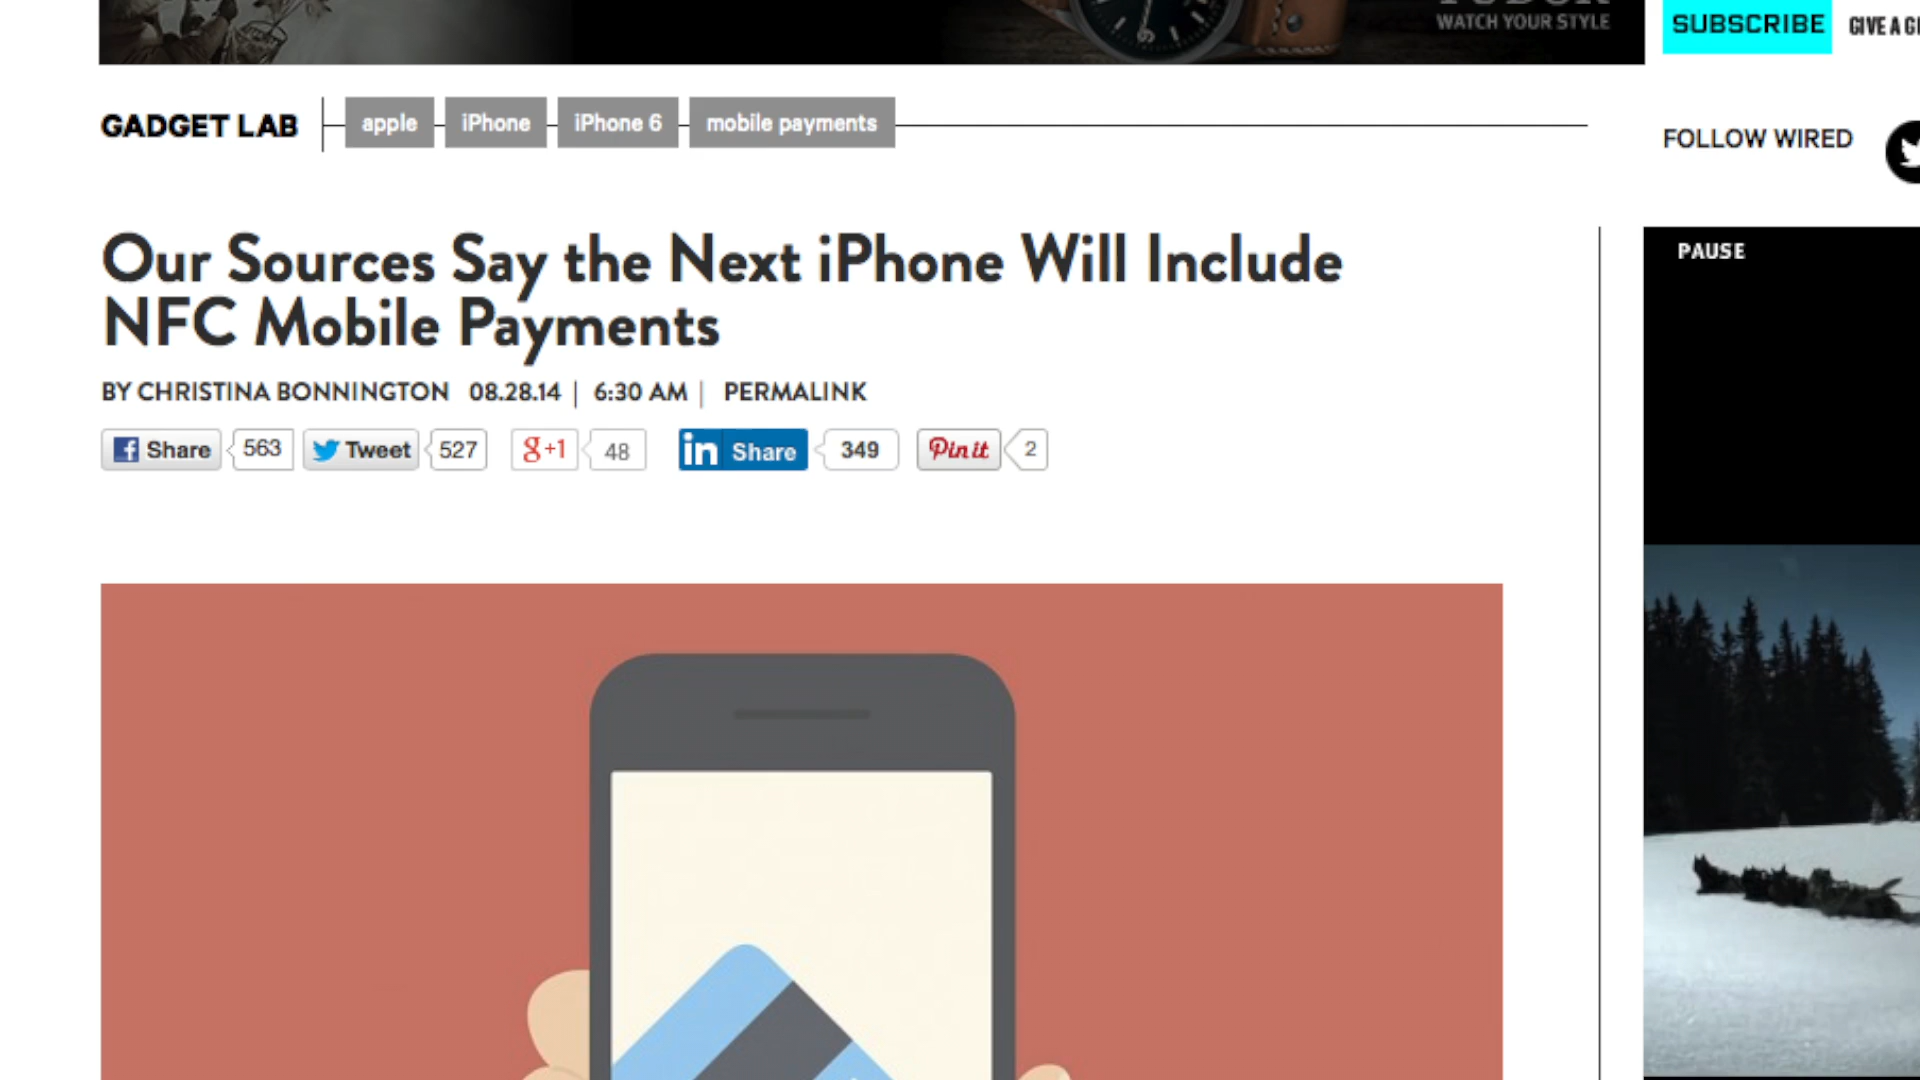 WATCH YOUR STYLE
SUBSCRIBE
GADGET LAB
apple
iPhone
iPhone 6
mobile payments
FOLLOW WIRED
Our Sources Say the Next iPhone Will Include
NFC Mobile Payments
BY CHRISTINA BONNINGTON 08.28.14 | 6:30 AM | PERMALINK
Share 563 Tweet 527 g+1 48 in Share 349 Pin it 2
PAUSE